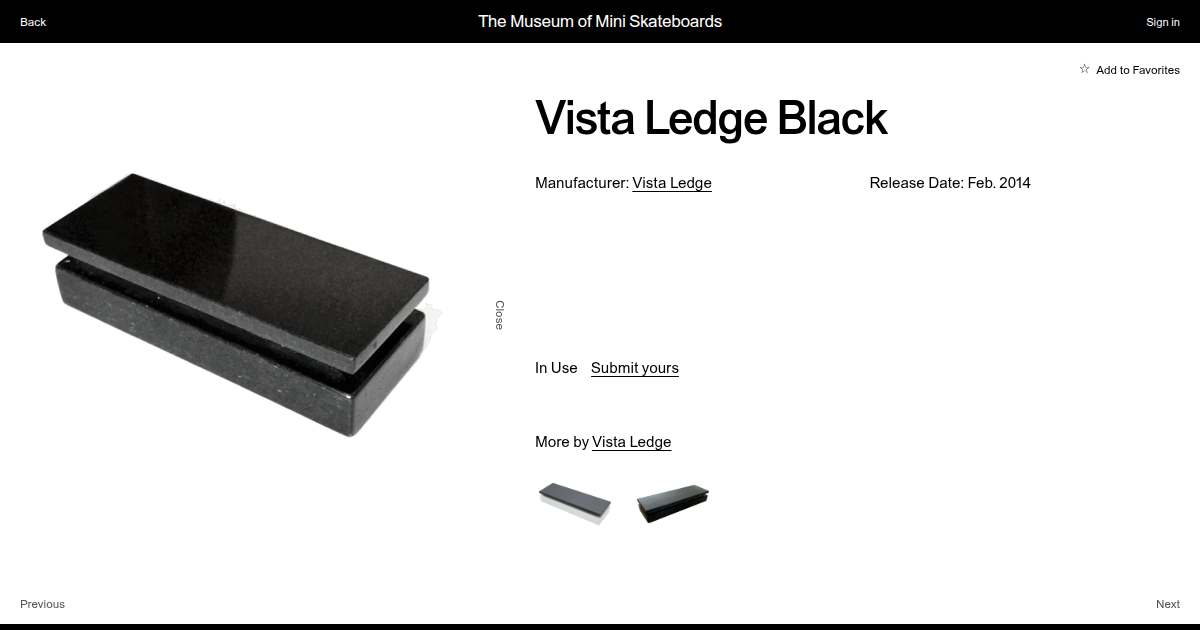 Back
The Museum of Mini Skateboards
Sign in
☆ Add to Favorites
Vista Ledge Black
Manufacturer: Vista Ledge
Release Date: Feb. 2014
Close
In Use Submit yours
More by Vista Ledge
Previous
Next